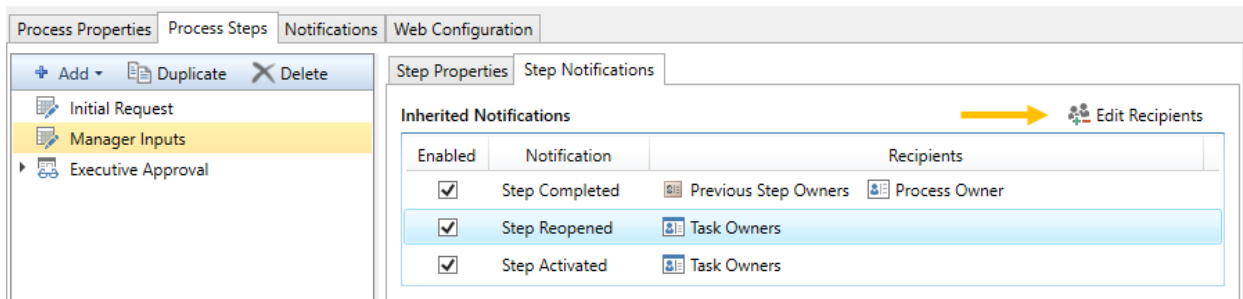 Process Properties Process Steps Notifications Web Configuration
Add Duplicate Delete
Initial Request
Manager Inputs
Executive Approval
Step Properties Step Notifications
Inherited Notifications Edit Recipients
Enabled Notification Recipients
Step Completed Previous Step Owners Process Owner
Step Reopened Task Owners
Step Activated Task Owners